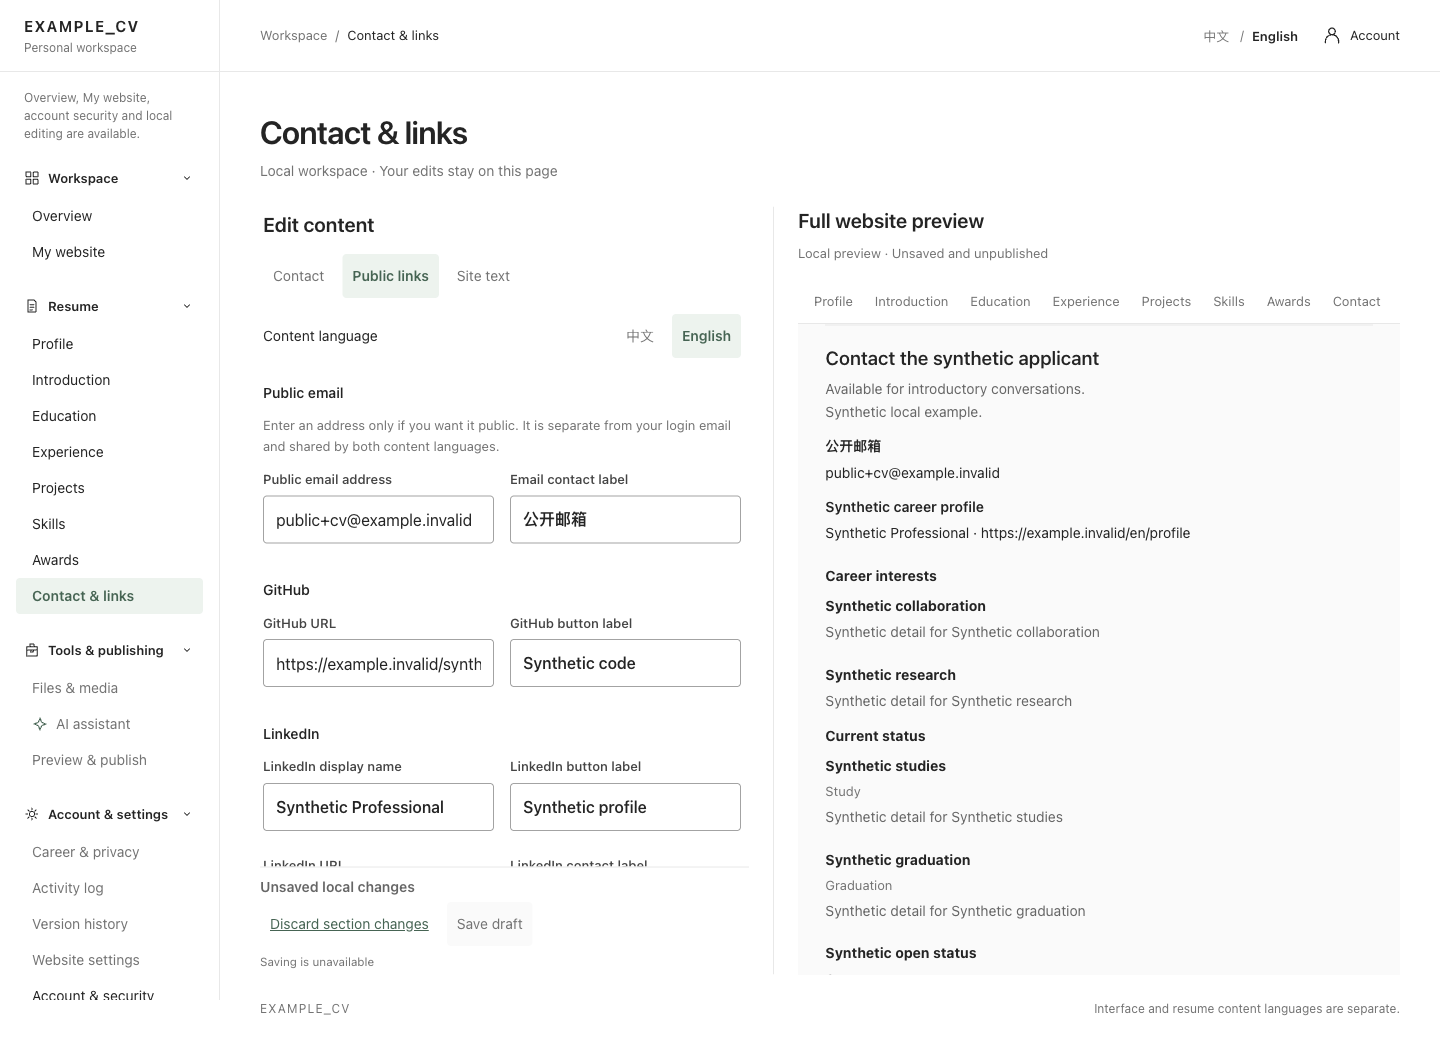 EXAMPLE_CV
Personal workspace
Overview, My website,
account security and local
editing are available.
Workspace
Overview
My website
Resume
Profile
Introduction
Education
Experience
Projects
Skills
Awards
Contact & links
Tools & publishing
Files & media
AI assistant
Preview & publish
Account & settings
Career & privacy
Activity log
Version history
Website settings
Account & security
Workspace / Contact & links
中文 / English
Account
Contact & links
Local workspace · Your edits stay on this page
Edit content
Contact Public links Site text
Content language 中文 English
Public email
Enter an address only if you want it public. It is separate from your login email
and shared by both content languages.
Public email address Email contact label
public+cv@example.invalid 公开邮箱
GitHub
GitHub URL GitHub button label
https://example.invalid/synth Synthetic code
LinkedIn
LinkedIn display name LinkedIn button label
Synthetic Professional Synthetic profile
LinkedIn URL LinkedIn contact label
Unsaved local changes
Discard section changes Save draft
Saving is unavailable
Full website preview
Local preview · Unsaved and unpublished
Profile Introduction Education Experience Projects Skills Awards Contact
Contact the synthetic applicant
Available for introductory conversations.
Synthetic local example.
公开邮箱
public+cv@example.invalid
Synthetic career profile
Synthetic Professional · https://example.invalid/en/profile
Career interests
Synthetic collaboration
Synthetic detail for Synthetic collaboration
Synthetic research
Synthetic detail for Synthetic research
Current status
Synthetic studies
Study
Synthetic detail for Synthetic studies
Synthetic graduation
Graduation
Synthetic detail for Synthetic graduation
Synthetic open status
EXAMPLE_CV
Interface and resume content languages are separate.